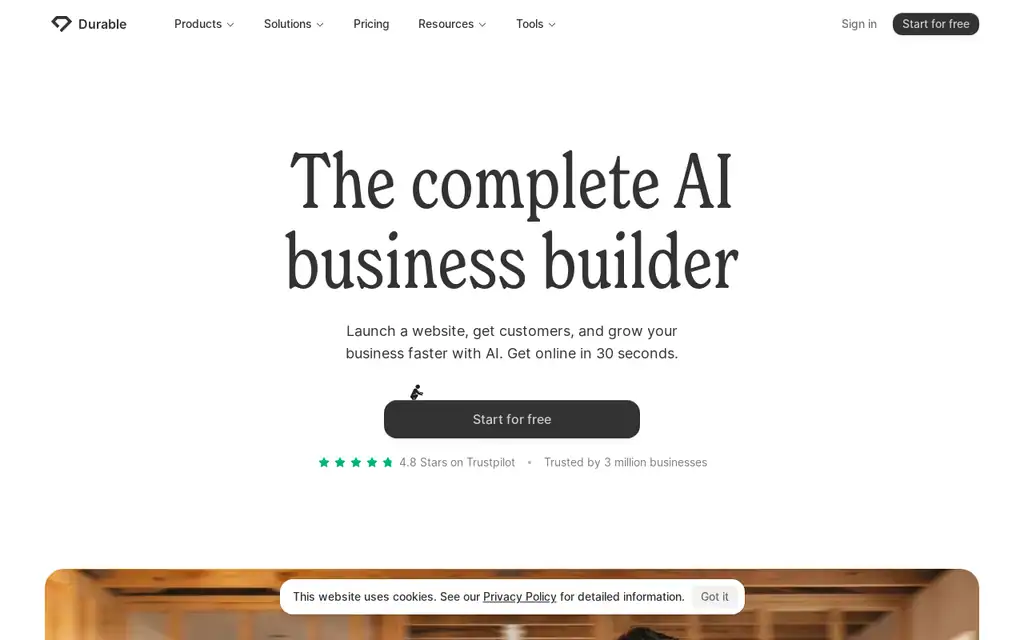 Durable
Products
Solutions
Pricing
Resources
Tools
Sign in
Start for free
The complete AI
business builder
Launch a website, get customers, and grow your
business faster with AI. Get online in 30 seconds.
Start for free
4.8 Stars on Trustpilot • Trusted by 3 million businesses
This website uses cookies. See our Privacy Policy for detailed information.
Got it